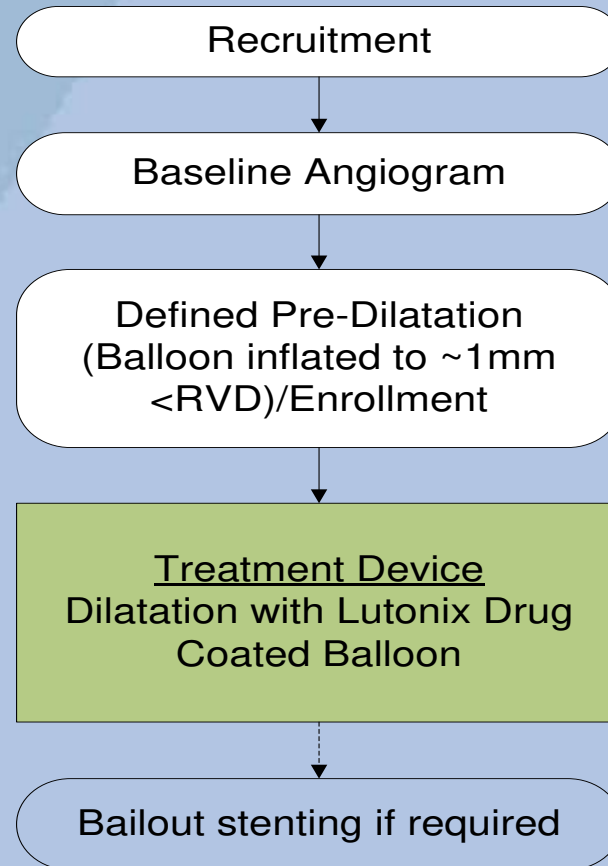 Recruitment
Baseline Angiogram
Defined Pre-Dilatation
(Balloon inflated to ~1mm
<RVD)/Enrollment
Treatment Device
Dilatation with Lutonix Drug
Coated Balloon
Bailout stenting if required